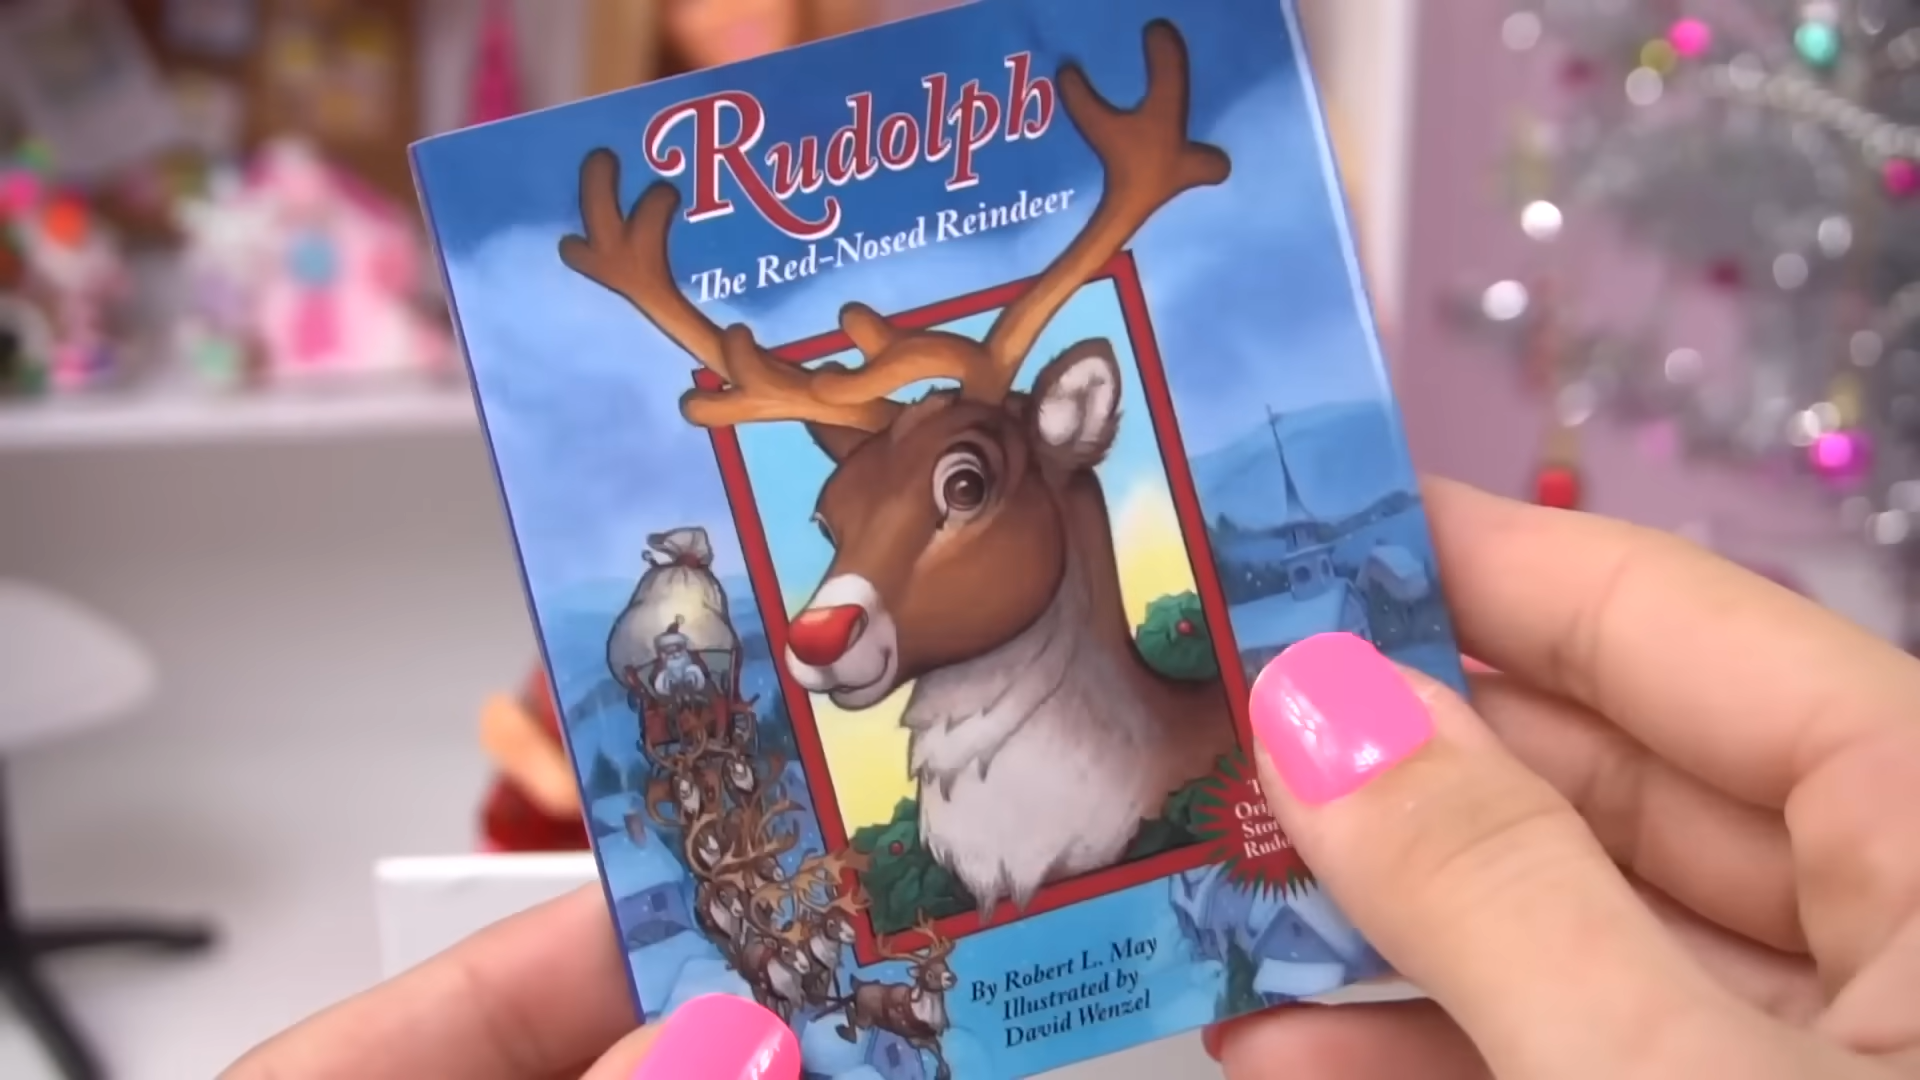 Rudolph
The Red-Nosed Reindeer
By Robert L. May
Illustrated by
David Wenzel